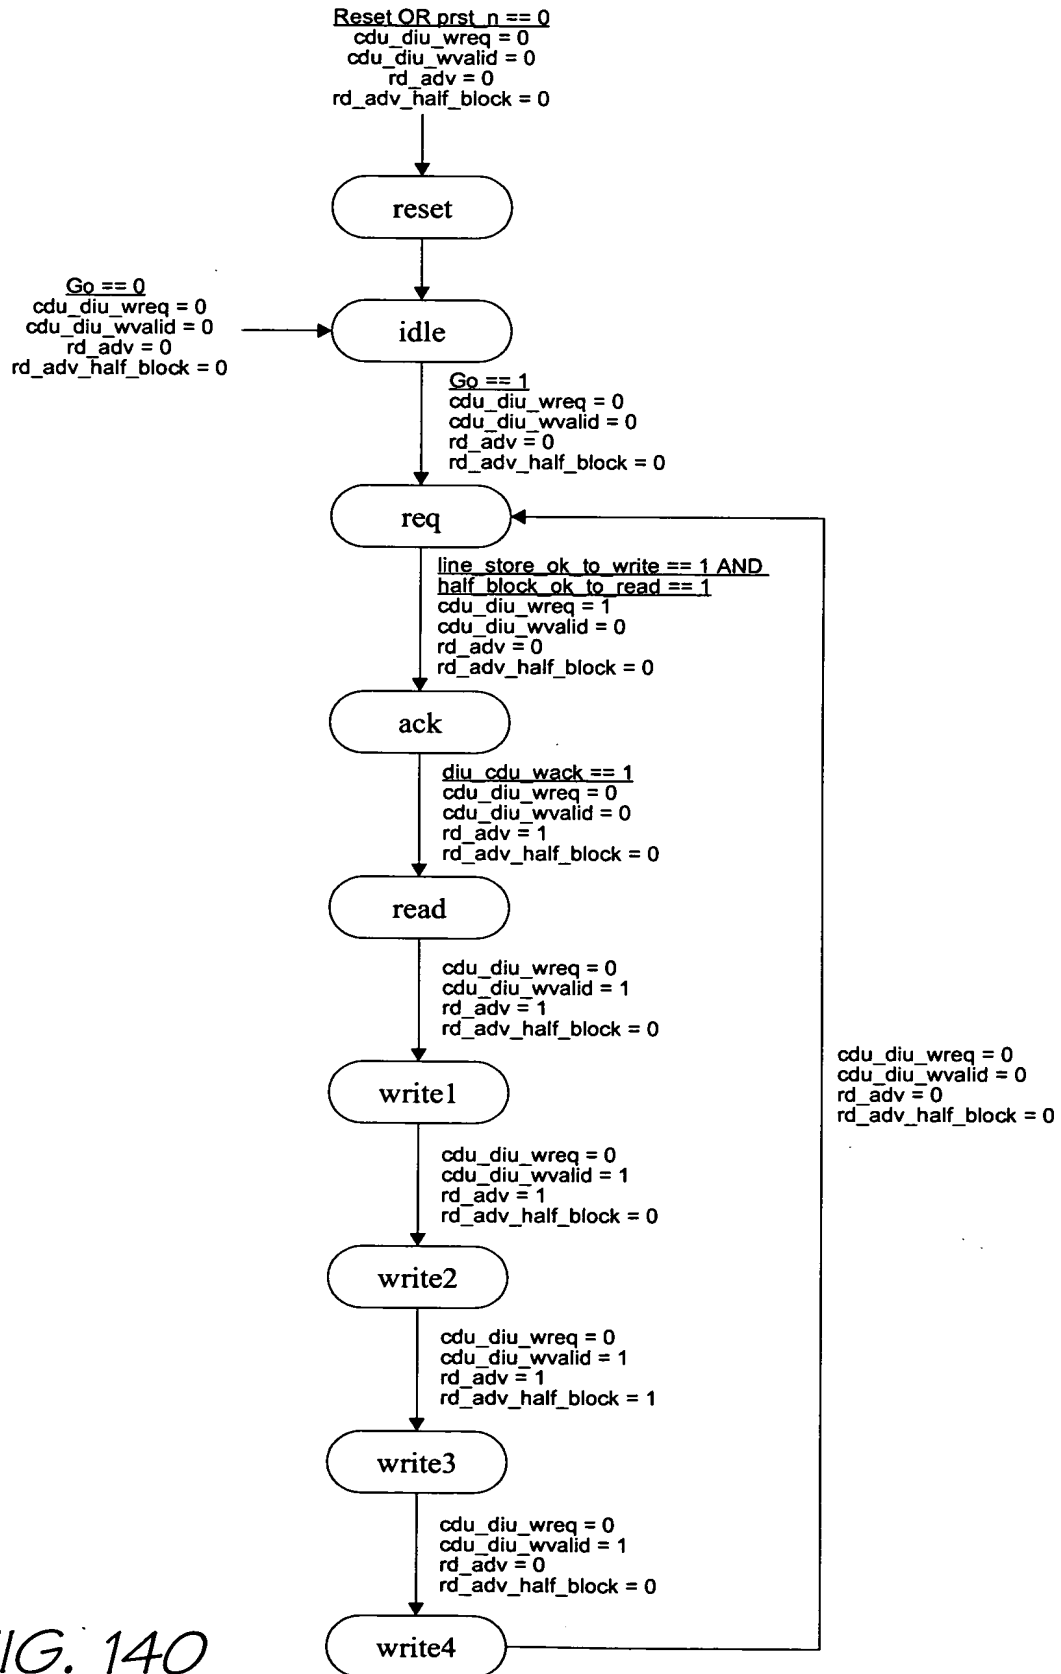 Reset OR prst_n == 0
cdu_diu_wreq = 0
cdu_diu_wvalid = 0
rd_adv = 0
rd_adv_half_block = 0
reset
Go == 0
cdu_diu_wreq = 0
cdu_diu_wvalid = 0
rd_adv = 0
rd_adv_half_block = 0
idle
Go == 1
cdu_diu_wreq = 0
cdu_diu_wvalid = 0
rd_adv = 0
rd_adv_half_block = 0
req
line_store_ok_to_write == 1 AND
half_block_ok_to_read == 1
cdu_diu_wreq = 1
cdu_diu_wvalid = 0
rd_adv = 0
rd_adv_half_block = 0
ack
diu_cdu_wack == 1
cdu_diu_wreq = 0
cdu_diu_wvalid = 0
rd_adv = 1
rd_adv_half_block = 0
read
cdu_diu_wreq = 0
cdu_diu_wvalid = 1
rd_adv = 1
rd_adv_half_block = 0
cdu_diu_wreq = 0
cdu_diu_wvalid = 0
rd_adv = 0
rd_adv_half_block = 0
write1
cdu_diu_wreq = 0
cdu_diu_wvalid = 1
rd_adv = 1
rd_adv_half_block = 0
write2
cdu_diu_wreq = 0
cdu_diu_wvalid = 1
rd_adv = 1
rd_adv_half_block = 1
write3
cdu_diu_wreq = 0
cdu_diu_wvalid = 1
rd_adv = 0
rd_adv_half_block = 0
write4
FIG. 140